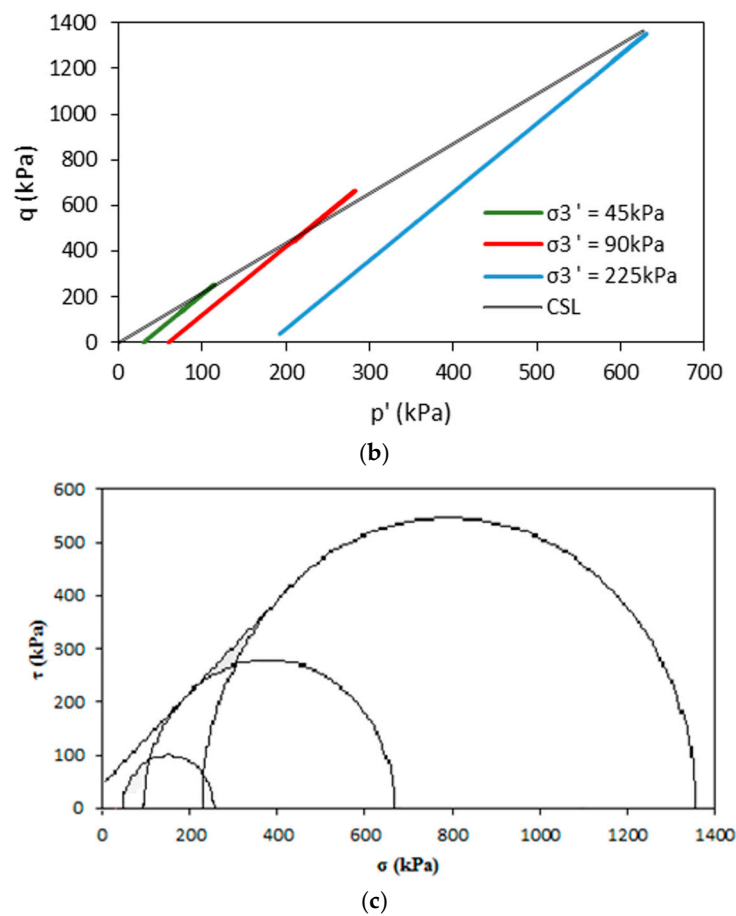 1400
1200
1000
800
600
400
200
0
q (kPa)
σ3 ' = 45kPa
σ3 ' = 90kPa
σ3 ' = 225kPa
CSL
0 100 200 300 400 500 600 700
p' (kPa)
(b)
600
500
400
300
200
100
0
τ (kPa)
0 200 400 600 800 1000 1200 1400
σ (kPa)
(c)